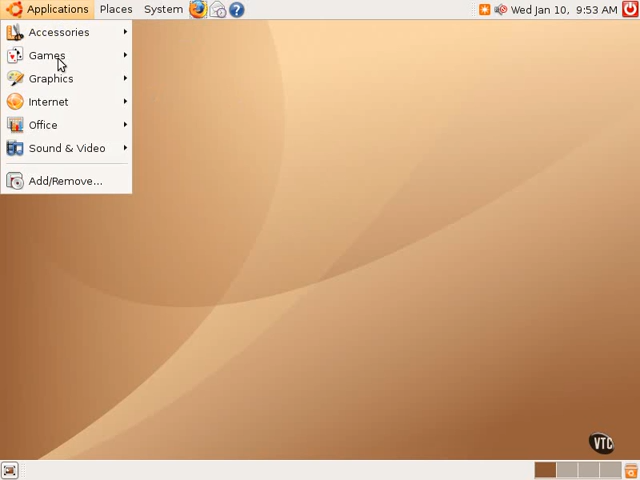 Applications Places System Wed Jan 10, 9:53 AM
Accessories
Games
Graphics
Internet
Office
Sound & Video
Add/Remove...
VTC